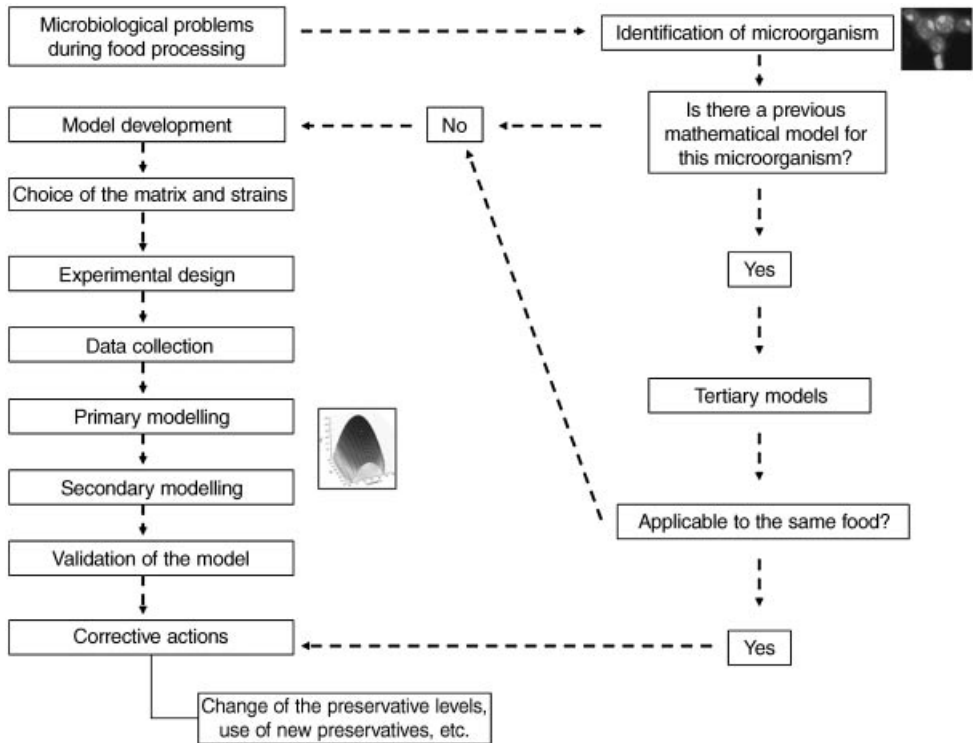 Microbiological problems
during food processing
Identification of microorganism
Is there a previous
mathematical model for
this microorganism?
No
Model development
Choice of the matrix and strains
Experimental design
Yes
Data collection
Tertiary models
Primary modelling
Secondary modelling
Applicable to the same food?
Validation of the model
Corrective actions
Yes
Change of the preservative levels,
use of new preservatives, etc.